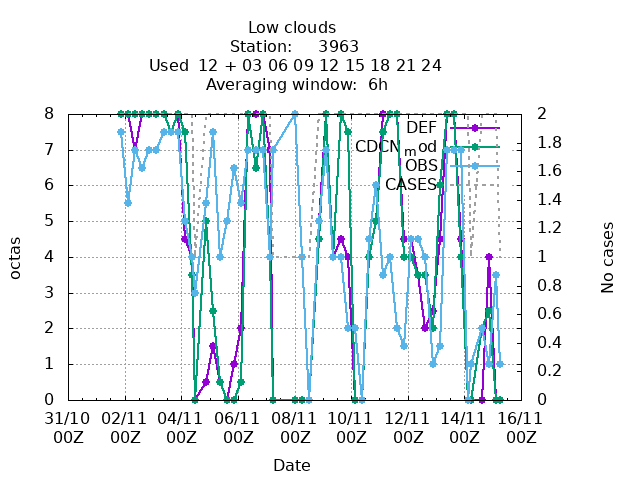 Low clouds
Station:     3963
Used  12 + 03 06 09 12 15 18 21 24
Averaging window:  6h
DEF
CDCN_mod
OBS
CASES
octas
8
7
6
5
4
3
2
1
0
2
1.8
1.6
1.4
1.2
1
0.8
0.6
0.4
0.2
0
No cases
31/10 02/11 04/11 06/11 08/11 10/11 12/11 14/11 16/11
00Z 00Z 00Z 00Z 00Z 00Z 00Z 00Z 00Z
Date